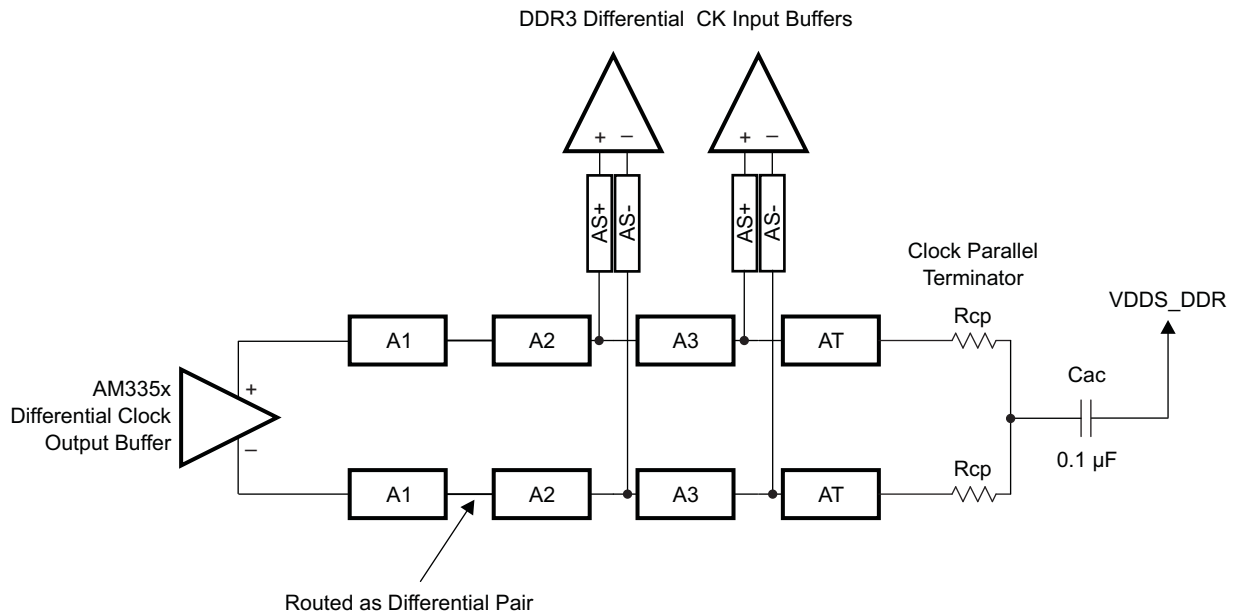 DDR3 Differential CK Input Buffers
+ −
+ −
AS+ AS-
AS+ AS-
Clock Parallel
Terminator
VDDS_DDR
Rcp
A1 A2 A3 AT
Cac
AM335x
Differential Clock
Output Buffer
+
−
0.1 µF
Rcp
A1 A2 A3 AT
Routed as Differential Pair